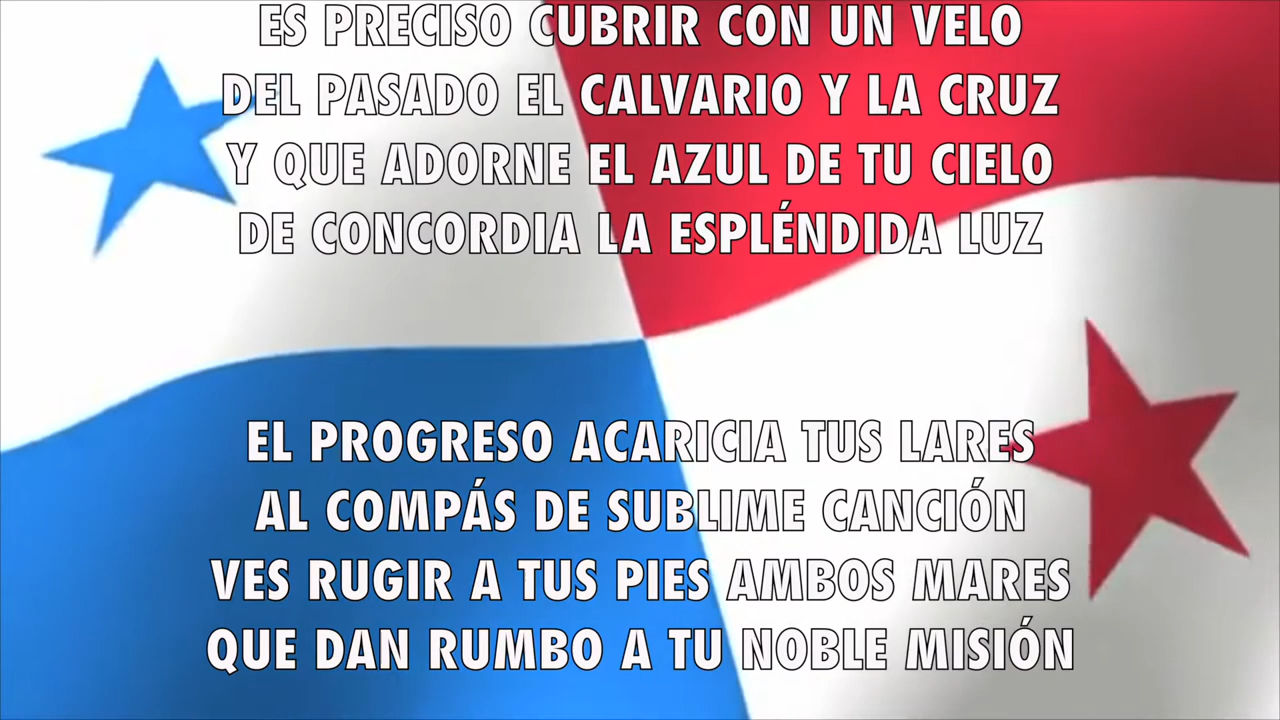 ES PRECISO CUBRIR CON UN VELO
DEL PASADO EL CALVARIO Y LA CRUZ
Y QUE ADORNE EL AZUL DE TU CIELO
DE CONCORDIA LA ESPLÉNDIDA LUZ
EL PROGRESO ACARICIA TUS LARES
AL COMPÁS DE SUBLIME CANCIÓN
VES RUGIR A TUS PIES AMBOS MARES
QUE DAN RUMBO A TU NOBLE MISIÓN